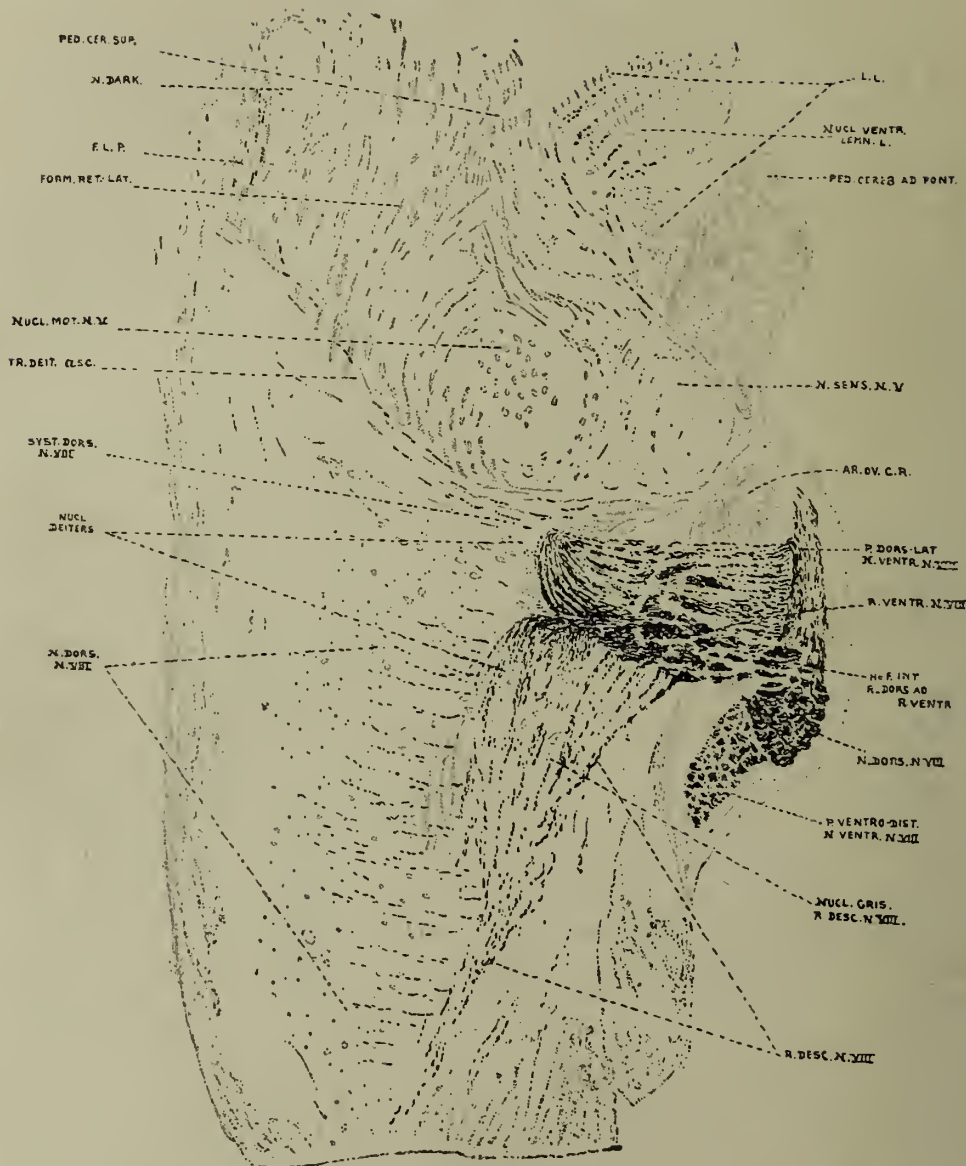 PED. CER. SUP.
N. DARK.
F. L. P.
FORM. RET.-LAT.
NUCL. MOT. N. V
TR. DEIT. ASC.
SYST. DORS.
N. VIII
NUCL
DEITERS
N. DORS.
N. VIII
L. L.
NUCL VENTR.
LEMN. L.
PED. CEREB AD PONT.
N. SENS. N. V
AR. OV. C. R.
P. DORS-LAT
N. VENTR. N. VIII
R. VENTR. N. VIII
INT
R. DORS AD
R VENTR
N. DORS. N VIII
P. VENTRO-DIST.
N VENTR. N. VIII
NUCL. GRIS.
R DESC. N. VIII.
R. DESC. N. VIII